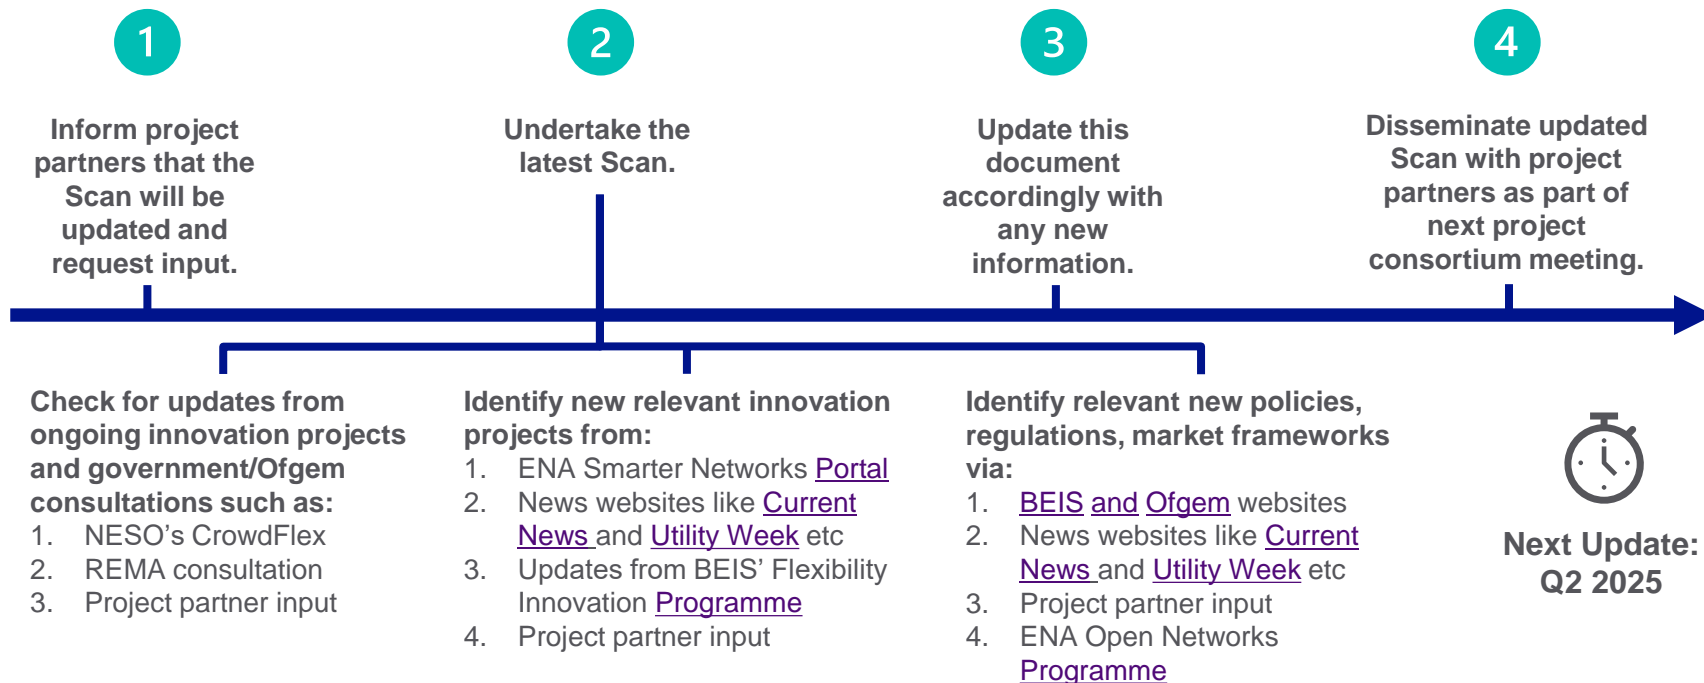 1
Inform project
partners that the
Scan will be
updated and
request input.
2
Undertake the
latest Scan.
3
Update this
document
accordingly with
any new
information.
4
Disseminate updated
Scan with project
partners as part of
next project
consortium meeting.
Check for updates from
ongoing innovation projects
and government/Ofgem
consultations such as:
1. NESO’s CrowdFlex
2. REMA consultation
3. Project partner input
Identify new relevant innovation
projects from:
1. ENA Smarter Networks Portal
2. News websites like Current
News and Utility Week etc
3. Updates from BEIS’ Flexibility
Innovation Programme
4. Project partner input
Identify relevant new policies,
regulations, market frameworks
via:
1. BEIS and Ofgem websites
2. News websites like Current
News and Utility Week etc
3. Project partner input
4. ENA Open Networks
Programme
Next Update:
Q2 2025